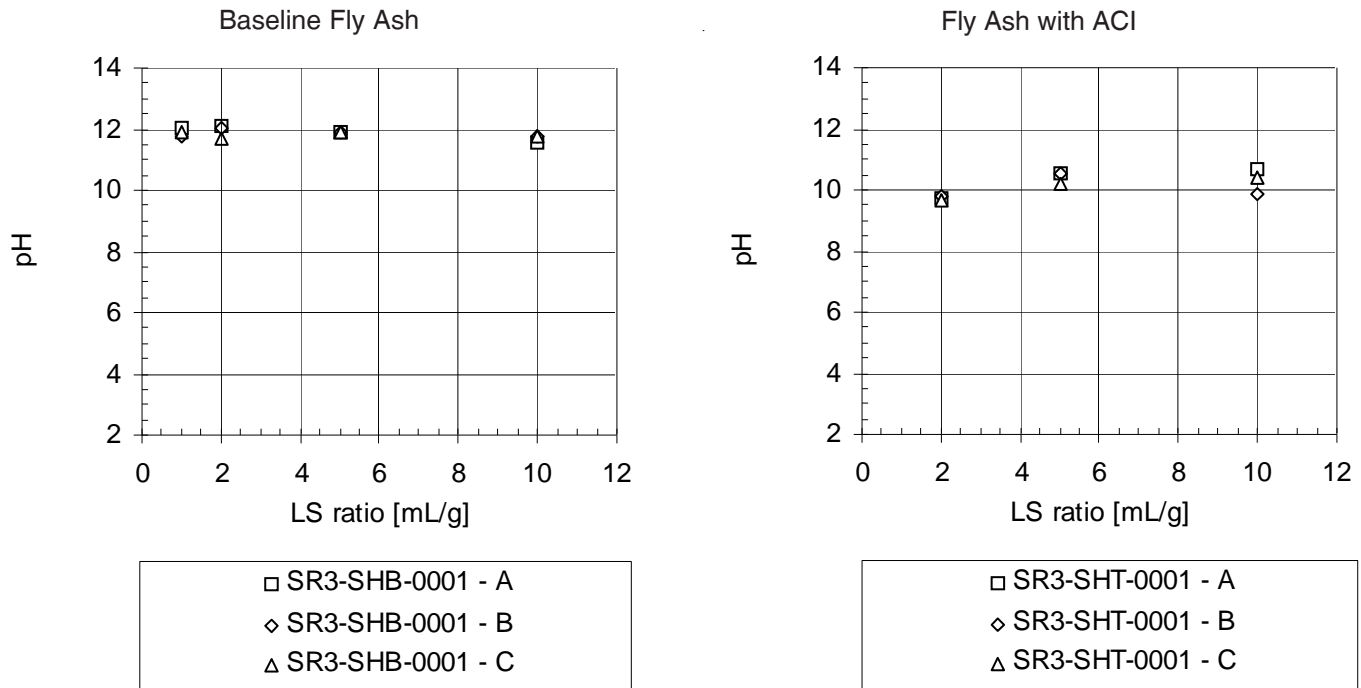 Baseline Fly Ash
14
12
10
8
6
4
2
0 2 4 6 8 10 12
pH
LS ratio [mL/g]
SR3-SHB-0001 - A
SR3-SHB-0001 - B
SR3-SHB-0001 - C
Fly Ash with ACI
14
12
10
8
6
4
2
0 2 4 6 8 10 12
pH
LS ratio [mL/g]
SR3-SHT-0001 - A
SR3-SHT-0001 - B
SR3-SHT-0001 - C